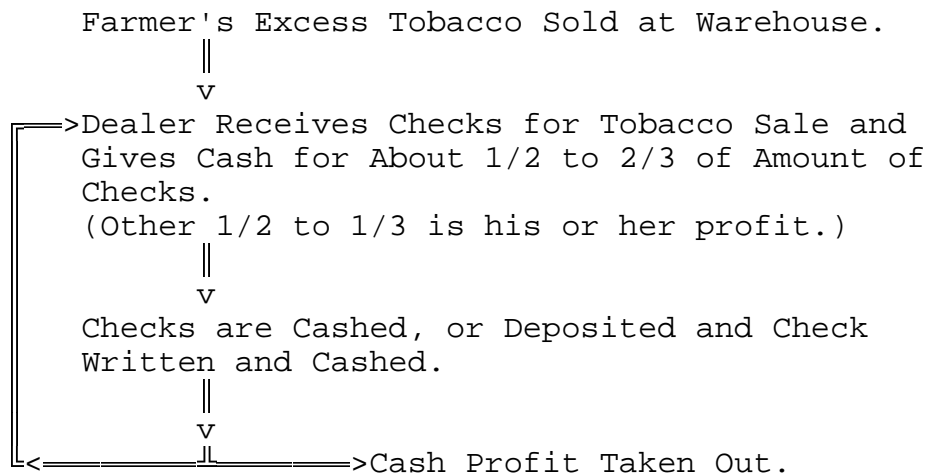 Farmer's Excess Tobacco Sold at Warehouse.
Dealer Receives Checks for Tobacco Sale and
Gives Cash for About 1/2 to 2/3 of Amount of
Checks.
(Other 1/2 to 1/3 is his or her profit.)
Checks are Cashed, or Deposited and Check
Written and Cashed.
Cash Profit Taken Out.